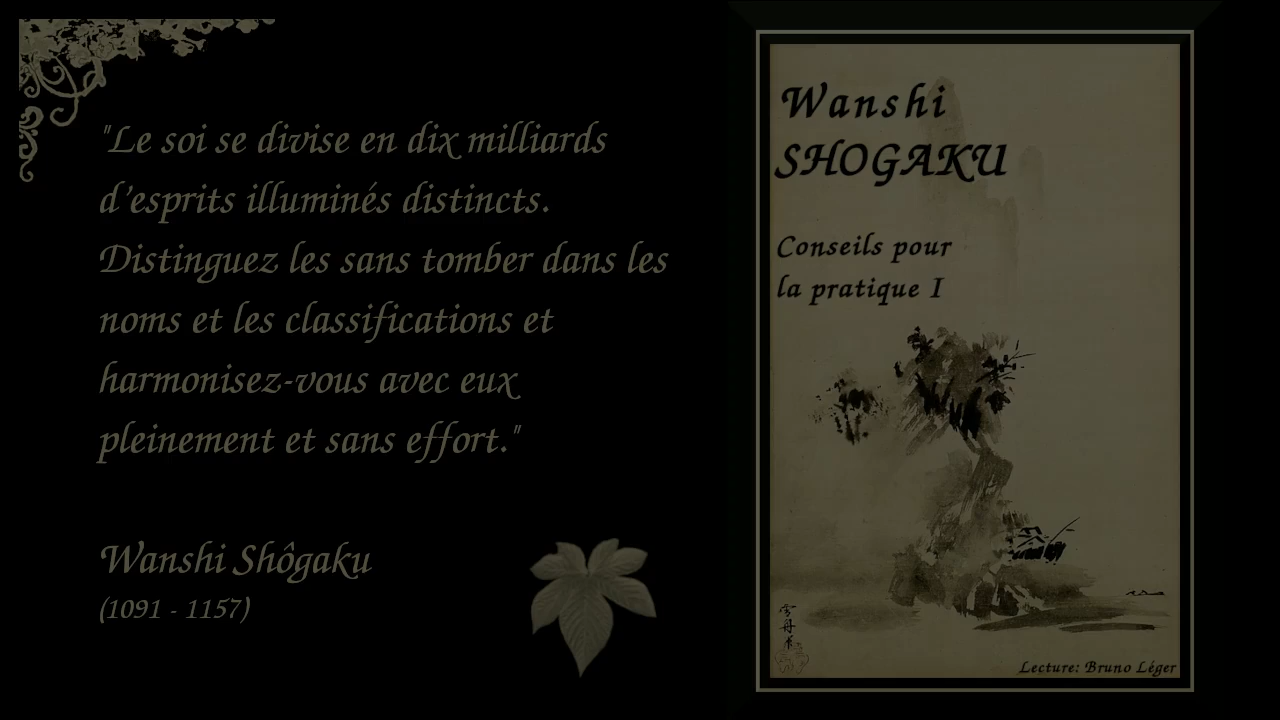 "Le soi se divise en dix milliards
d'esprits illuminés distincts.
Distinguez les sans tomber dans les
noms et les classifications et
harmonisez-vous avec eux
pleinement et sans effort."
Wanshi Shôgaku
(1091 - 1157)
Wanshi
SHOGAKU
Conseils pour
la pratique I
Lecture: Bruno Léger